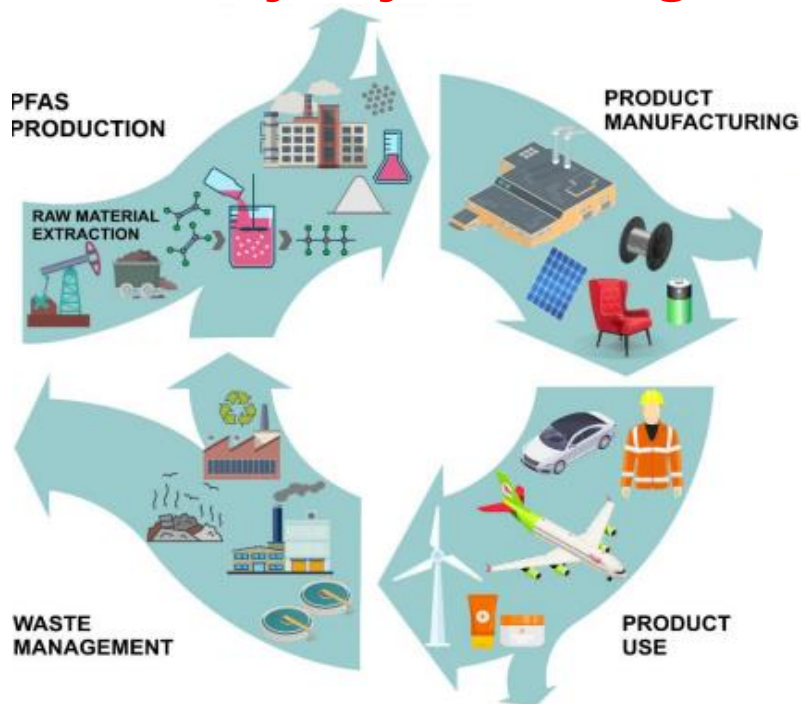 PFAS
PRODUCTION
RAW MATERIAL
EXTRACTION
PRODUCT
MANUFACTURING
WASTE
MANAGEMENT
PRODUCT
USE